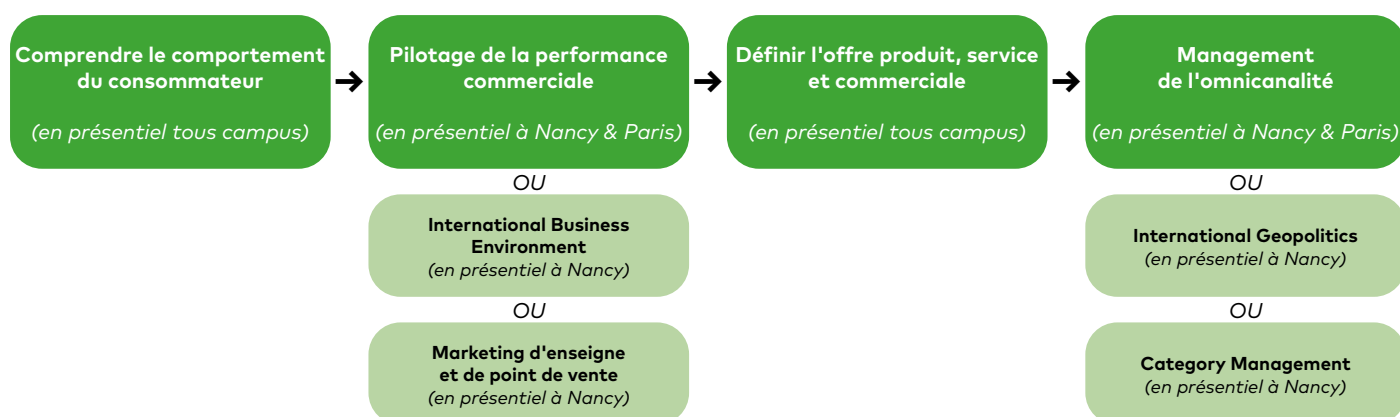 Comprendre le comportement
du consommateur
(en présentiel tous campus)
Pilotage de la performance
commerciale
(en présentiel à Nancy & Paris)
OU
International Business
Environment
(en présentiel à Nancy)
OU
Marketing d'enseigne
et de point de vente
(en présentiel à Nancy)
Définir l'offre produit, service
et commerciale
(en présentiel tous campus)
Management
de l'omnicanalité
(en présentiel à Nancy & Paris)
OU
International Geopolitics
(en présentiel à Nancy)
OU
Category Management
(en présentiel à Nancy)